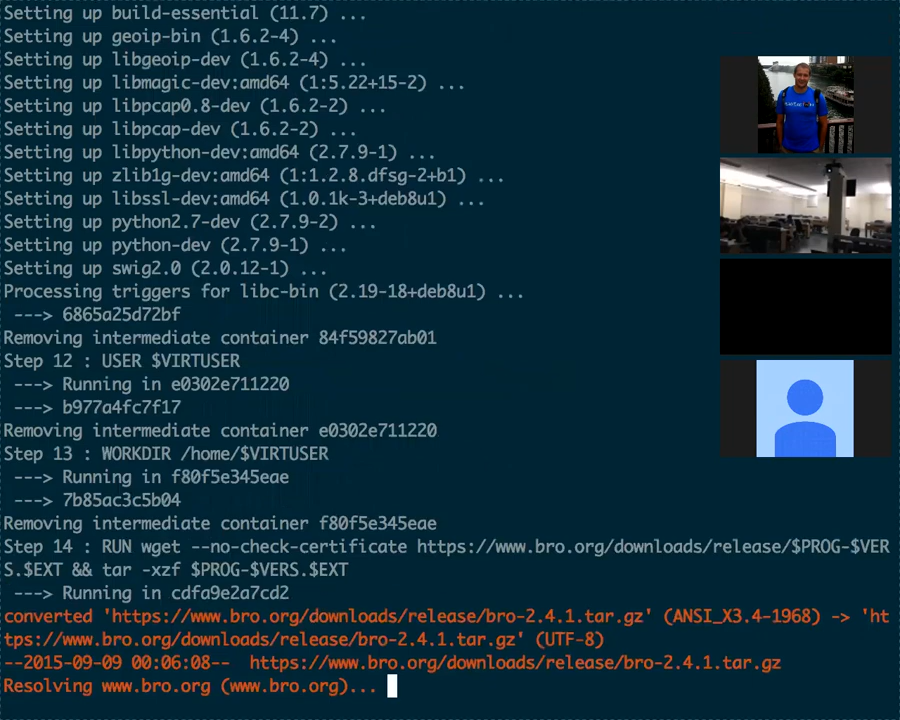 Setting up build-essential (11.7) ...
Setting up geoip-bin (1.6.2-4) ...
Setting up libgeoip-dev (1.6.2-4) ...
Setting up libmagic-dev:amd64 (1:5.22+15-2) ...
Setting up libpcap0.8-dev (1.6.2-2) ...
Setting up libpcap-dev (1.6.2-2) ...
Setting up libpython-dev:amd64 (2.7.9-1) ...
Setting up zlib1g-dev:amd64 (1:1.2.8.dfsg-2+b1) ...
Setting up libssl-dev:amd64 (1.0.1k-3+deb8u1) ...
Setting up python2.7-dev (2.7.9-2) ...
Setting up python-dev (2.7.9-1) ...
Setting up swig2.0 (2.0.12-1) ...
Processing triggers for libc-bin (2.19-18+deb8u1) ...
---> 6865a25d72bf
Removing intermediate container 84f59827ab01
Step 12 : USER $VIRTUSER
---> Running in e0302e711220
---> b977a4fc7f17
Removing intermediate container e0302e711220
Step 13 : WORKDIR /home/$VIRTUSER
---> Running in f80f5e345eae
---> 7b85ac3c5b04
Removing intermediate container f80f5e345eae
Step 14 : RUN wget --no-check-certificate https://www.bro.org/downloads/release/$PROG-$VER
S.$EXT && tar -xzf $PROG-$VERS.$EXT
---> Running in cdfa9e2a7cd2
converted 'https://www.bro.org/downloads/release/bro-2.4.1.tar.gz' (ANSI_X3.4-1968) -> 'ht
tps://www.bro.org/downloads/release/bro-2.4.1.tar.gz' (UTF-8)
--2015-09-09 00:06:08-- https://www.bro.org/downloads/release/bro-2.4.1.tar.gz
Resolving www.bro.org (www.bro.org)...